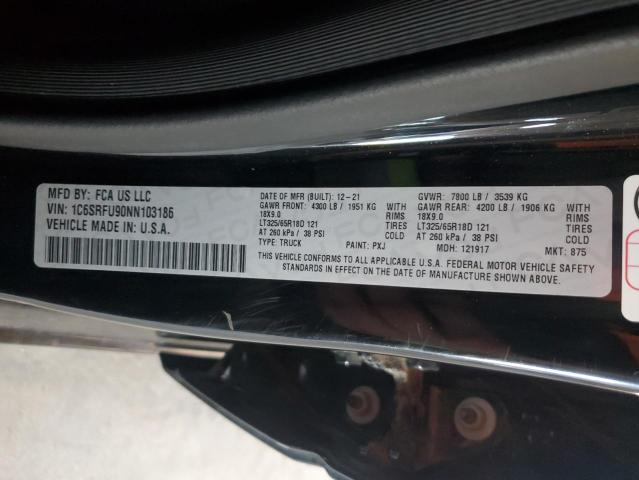 MFD BY: FCA US LLC
VIN: 1C6SRFU90NN103186
VEHICLE MADE IN: U.S.A.
DATE OF MFR (BUILT): 12-21
GAWR FRONT: 4300 LB / 1951 KG
18X9.0 RIMS
LT325/65R18D 121 TIRES
AT 260 kPa / 38 PSI COLD
TYPE: TRUCK PAINT: PXJ
GVWR: 7800 LB / 3539 KG
GAWR REAR: 4200 LB / 1906 KG
18X9.0 RIMS
LT325/65R18D 121 TIRES
AT 260 kPa / 38 PSI COLD
MDH: 121917 MKT: 875
THIS VEHICLE CONFORMS TO ALL APPLICABLE U.S.A. FEDERAL MOTOR VEHICLE SAFETY
STANDARDS IN EFFECT ON THE DATE OF MANUFACTURE SHOWN ABOVE.